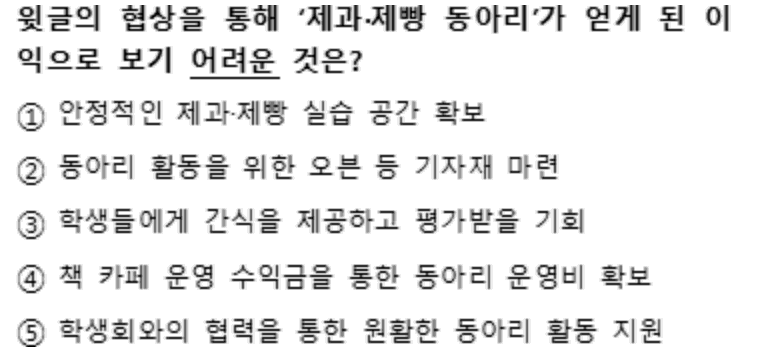 윗글의 협상을 통해 ‘제과·제빵 동아리’가 얻게 된 이
익으로 보기 어려운 것은?
① 안정적인 제과·제빵 실습 공간 확보
② 동아리 활동을 위한 오븐 등 기자재 마련
③ 학생들에게 간식을 제공하고 평가받을 기회
④ 책 카페 운영 수익금을 통한 동아리 운영비 확보
⑤ 학생회와의 협력을 통한 원활한 동아리 활동 지원